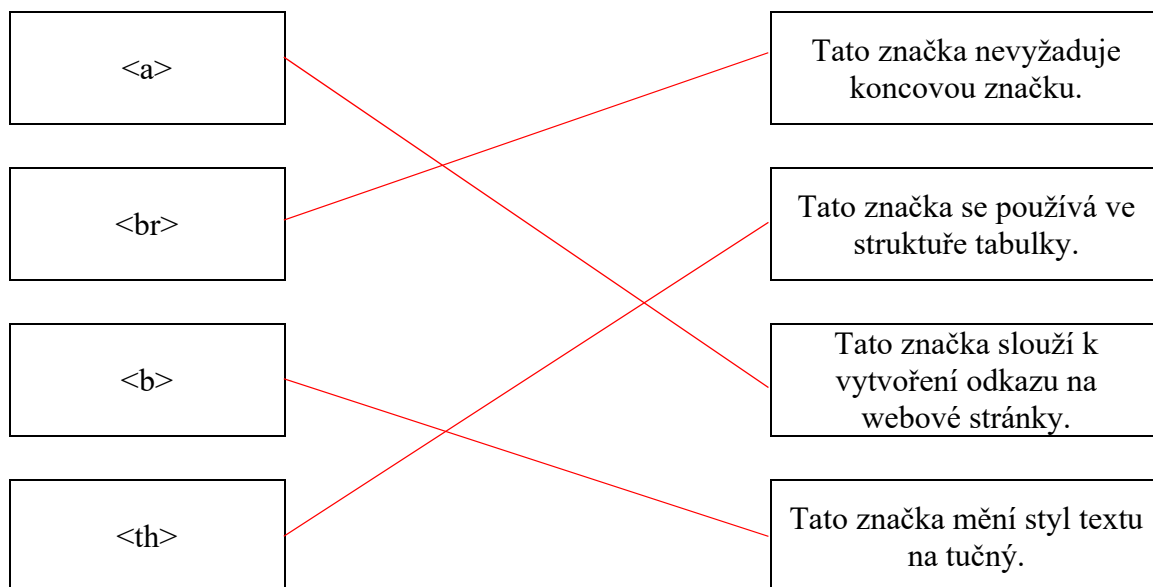 <a>
Tato značka nevyžaduje
koncovou značku.
<br>
Tato značka se používá ve
struktuře tabulky.
<b>
Tato značka slouží k
vytvoření odkazu na
webové stránky.
<th>
Tato značka mění styl textu
na tučný.